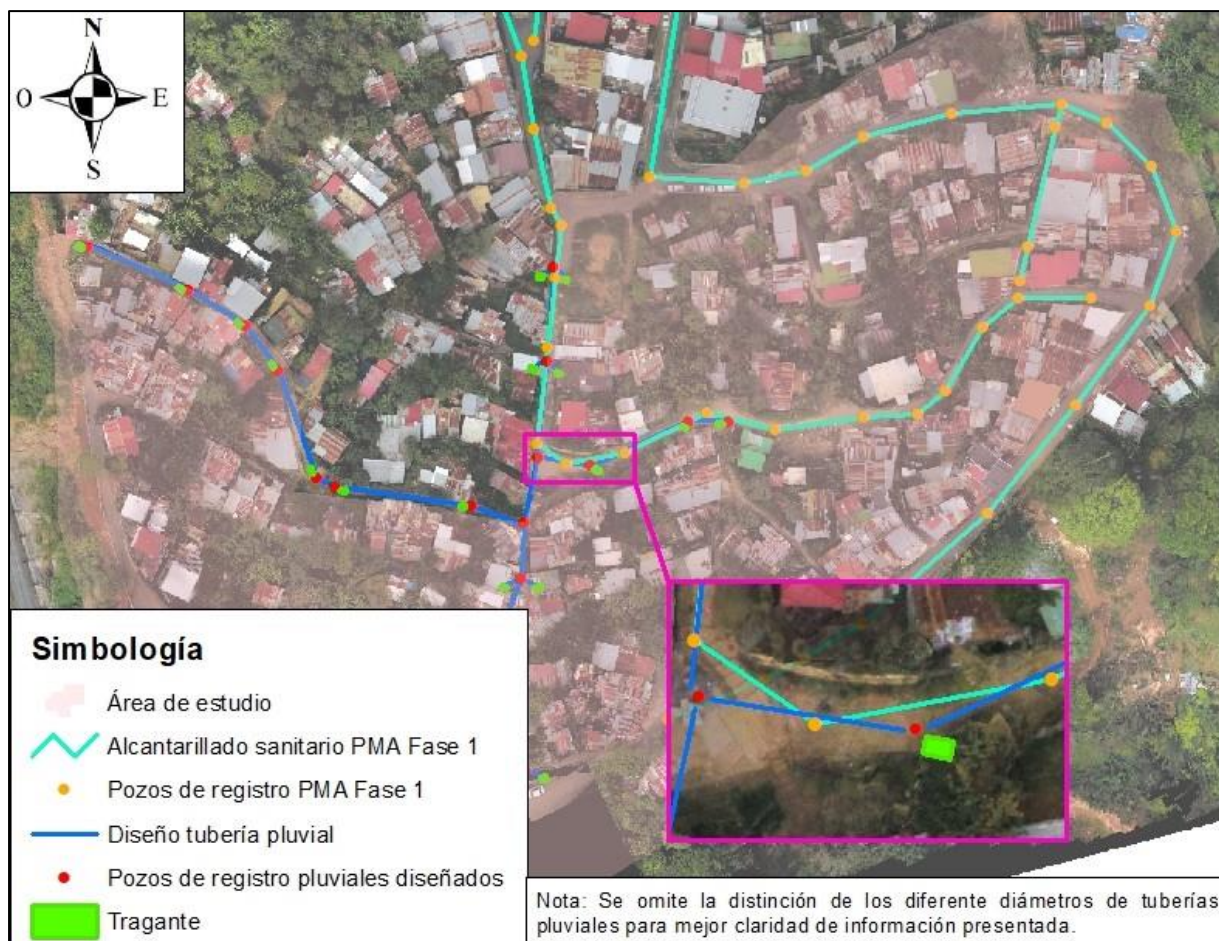 N
O E
S
Simbología
Área de estudio
Alcantarillado sanitario PMA Fase 1
Pozos de registro PMA Fase 1
Diseño tubería pluvial
Pozos de registro pluviales diseñados
Tragante
Nota: Se omite la distinción de los diferente diámetros de tuberías
pluviales para mejor claridad de información presentada.